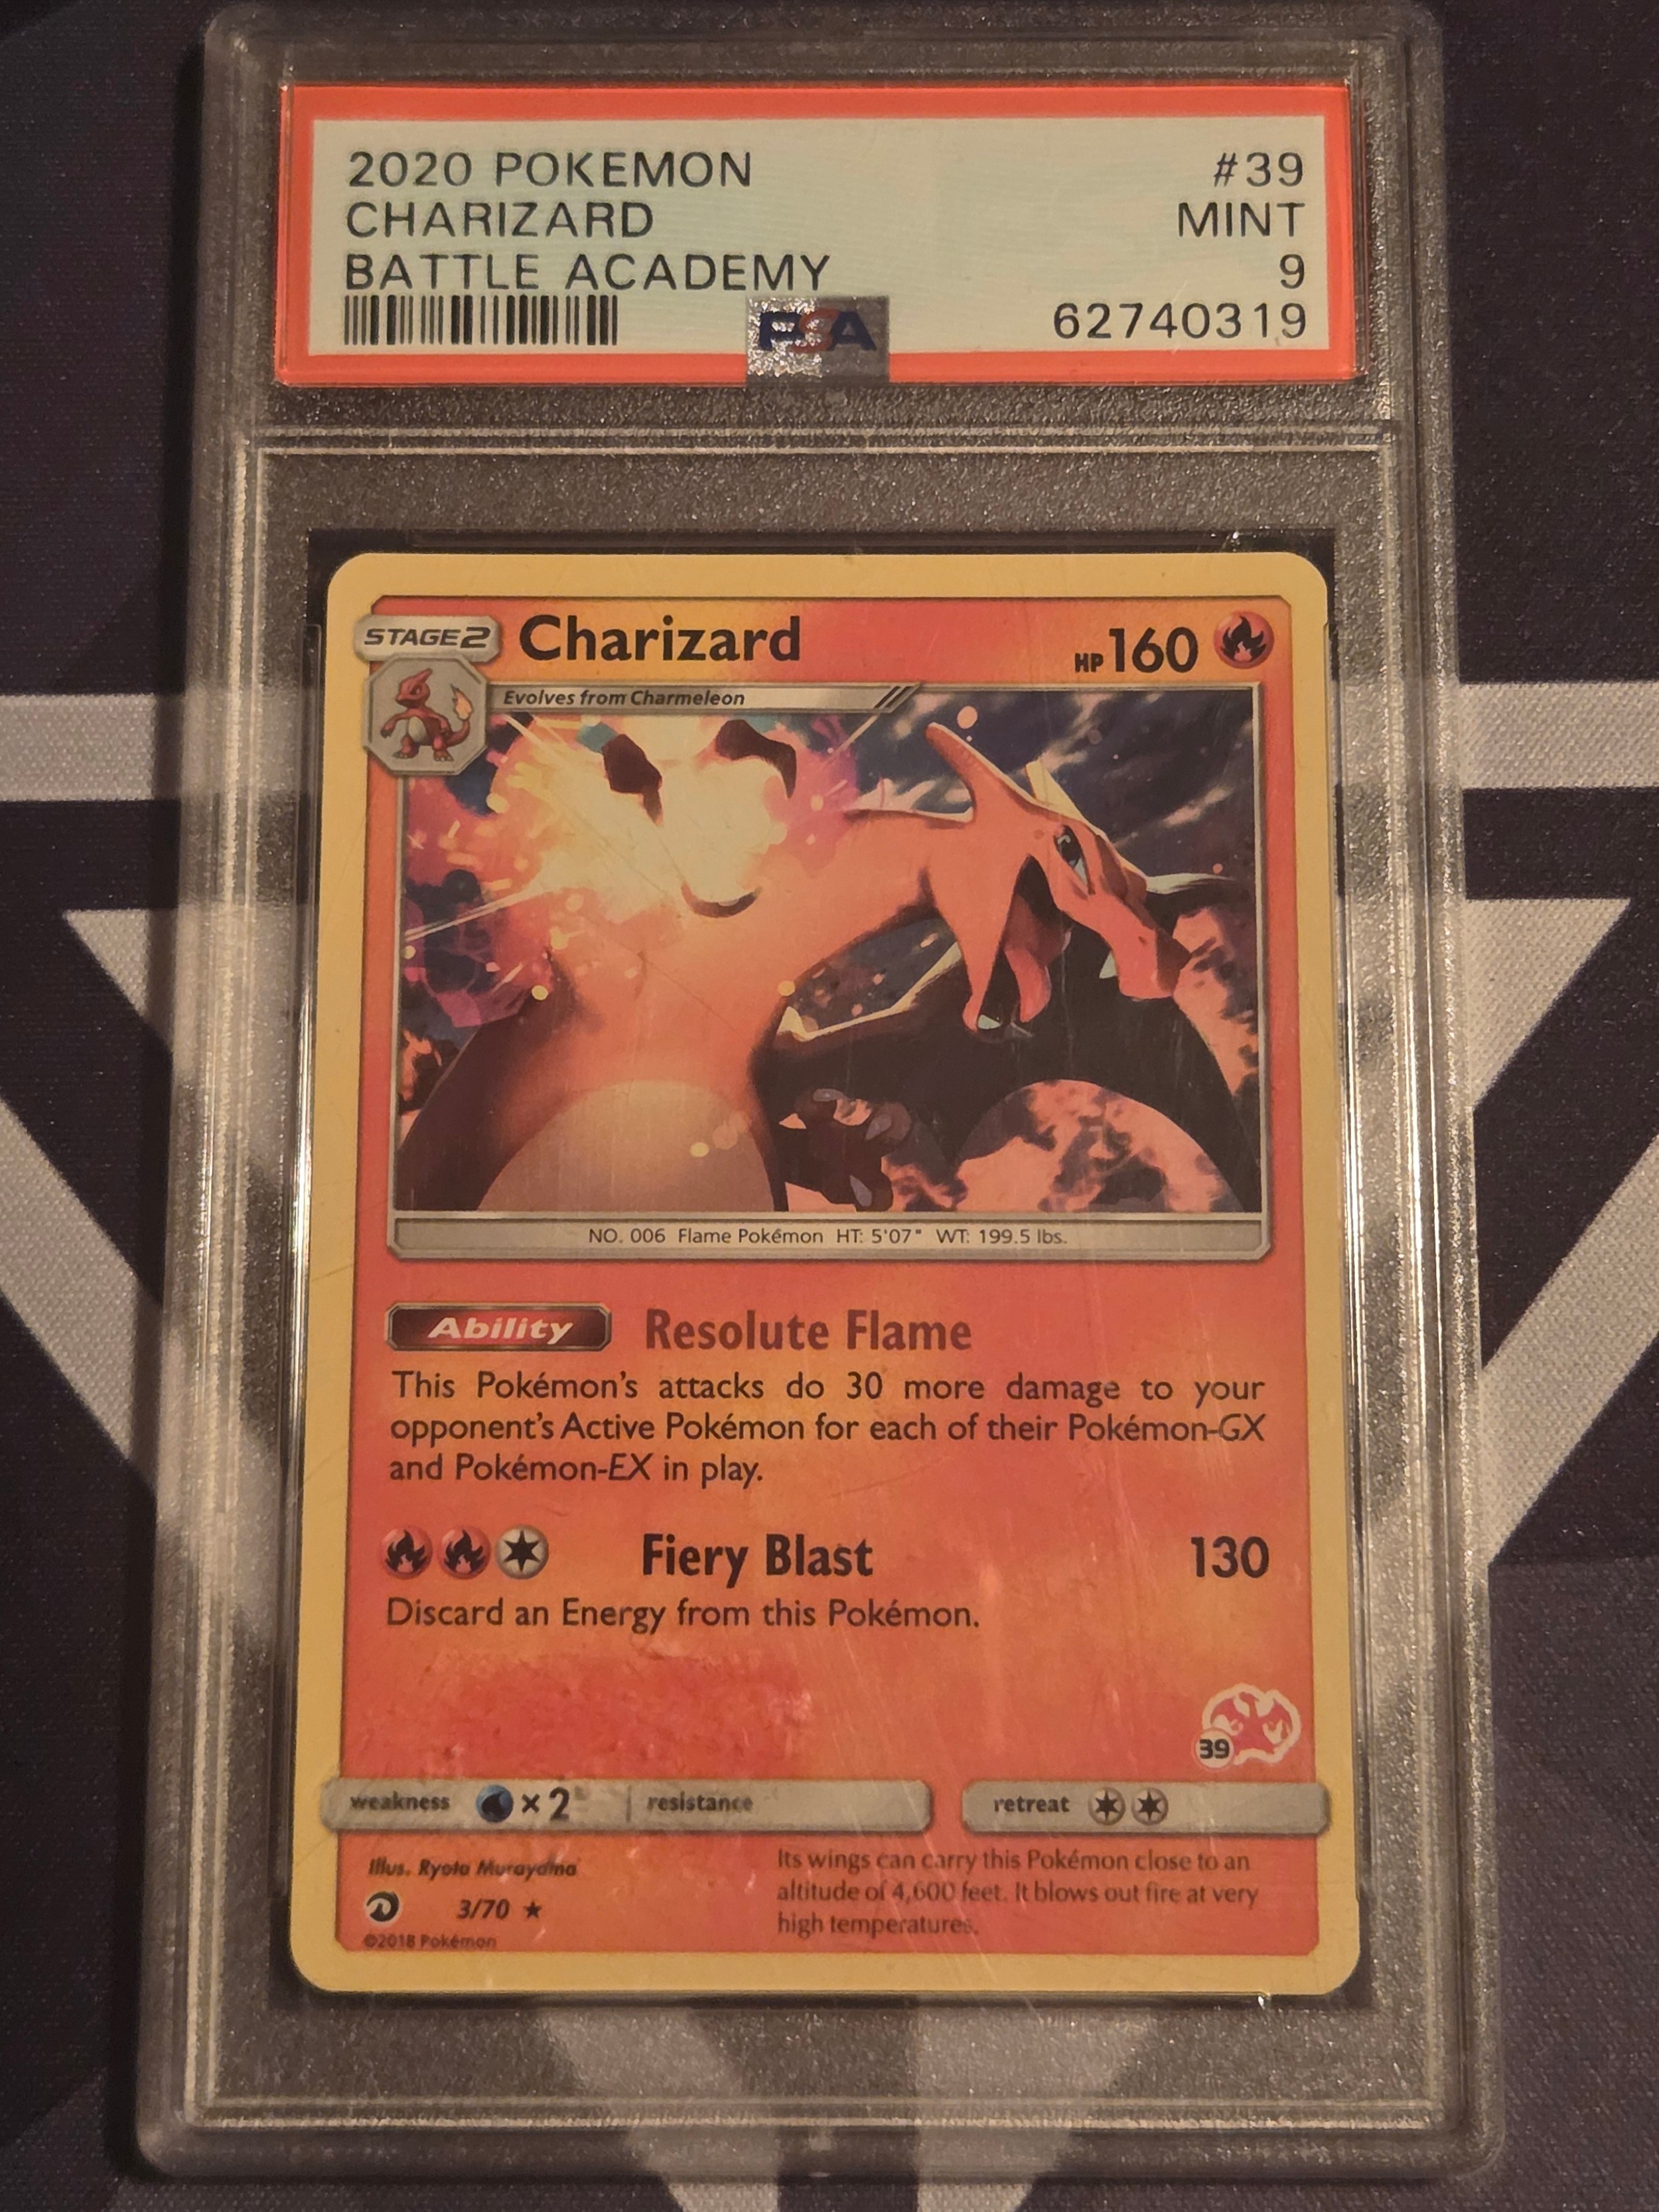 2020 POKEMON #39
CHARIZARD MINT
BATTLE ACADEMY 9
PSA 62740319
STAGE 2 Charizard HP 160
Evolves from Charmeleon
NO. 006 Flame Pokémon HT: 5'07" WT: 199.5 lbs.
Ability Resolute Flame
This Pokémon's attacks do 30 more damage to your
opponent's Active Pokémon for each of their Pokémon-GX
and Pokémon-EX in play.
Fiery Blast 130
Discard an Energy from this Pokémon.
39
weakness ×2 resistance retreat
Illus. Ryota Murayama
3/70
©2018 Pokémon
Its wings can carry this Pokémon close to an
altitude of 4,600 feet. It blows out fire at very
high temperatures.